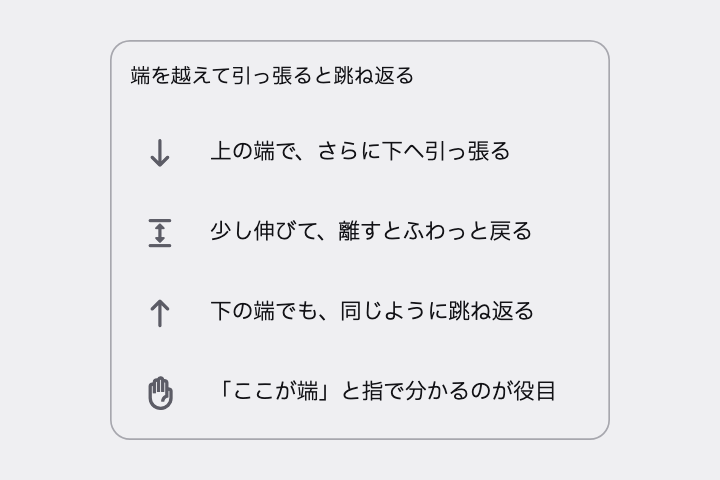 端を越えて引っ張ると跳ね返る
上の端で、さらに下へ引っ張る
少し伸びて、離すとふわっと戻る
下の端でも、同じように跳ね返る
「ここが端」と指で分かるのが役目